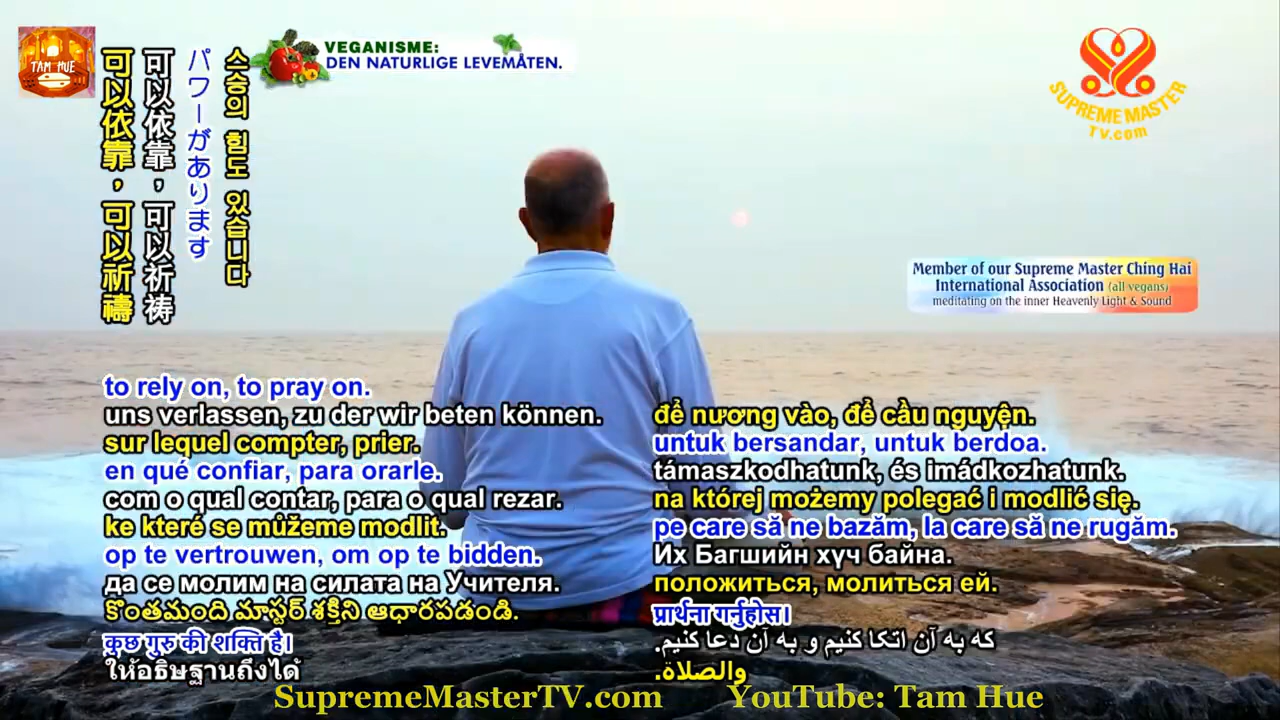 TAM HUE
可以依靠，可以祈禱
可以依靠，可以祈祷
パワーがあります
스승의 힘도 있습니다
VEGANISME:
DEN NATURLIGE LEVEMÅTEN.
SUPREME MASTER
TV.com
Member of our Supreme Master Ching Hai
International Association (all vegans)
meditating on the inner Heavenly Light & Sound
to rely on, to pray on.
uns verlassen, zu der wir beten können.
sur lequel compter, prier.
en qué confiar, para orarle.
com o qual contar, para o qual rezar.
ke které se můžeme modlit.
op te vertrouwen, om op te bidden.
да се молим на силата на Учителя.
కొంతమంది మాస్టర్ శక్తిని ఆధారపడండి.
कुछ गुरु की शक्ति है।
ให้อธิษฐานถึงได้
để nương vào, để cầu nguyện.
untuk bersandar, untuk berdoa.
támaszkodhatunk, és imádkozhatunk.
na której możemy polegać i modlić się.
pe care să ne bazăm, la care să ne rugăm.
Их Багшийн хүч байна.
положиться, молиться ей.
प्रार्थना गर्नुहोस।
که به آن اتکا کنیم و به آن دعا کنیم.
والصلاة.
SupremeMasterTV.com YouTube: Tam Hue